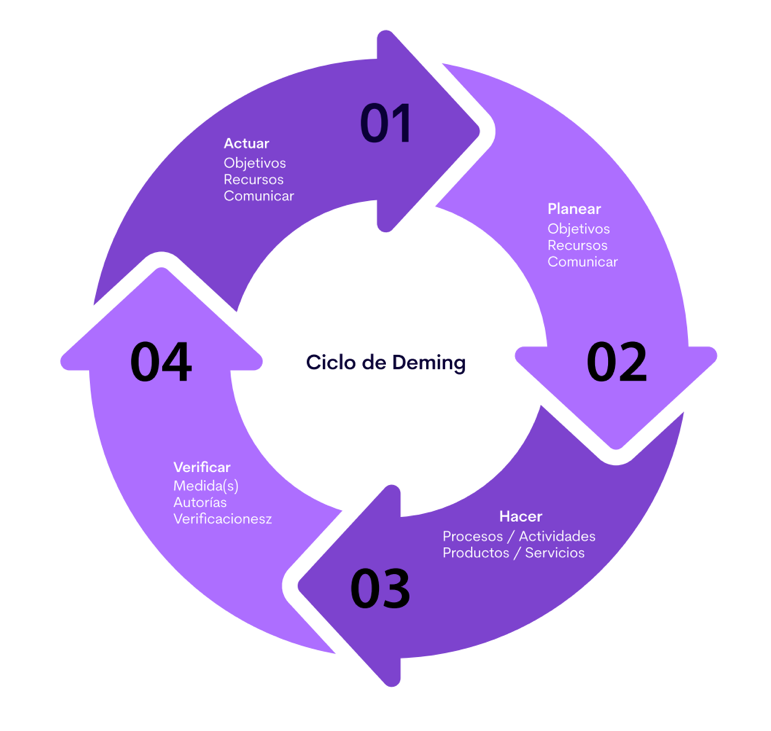 01
Actuar
Objetivos
Recursos
Comunicar
Planear
Objetivos
Recursos
Comunicar
02
Ciclo de Deming
Hacer
Procesos / Actividades
Productos / Servicios
03
04
Verificar
Medida(s)
Autorías
Verificacionesz